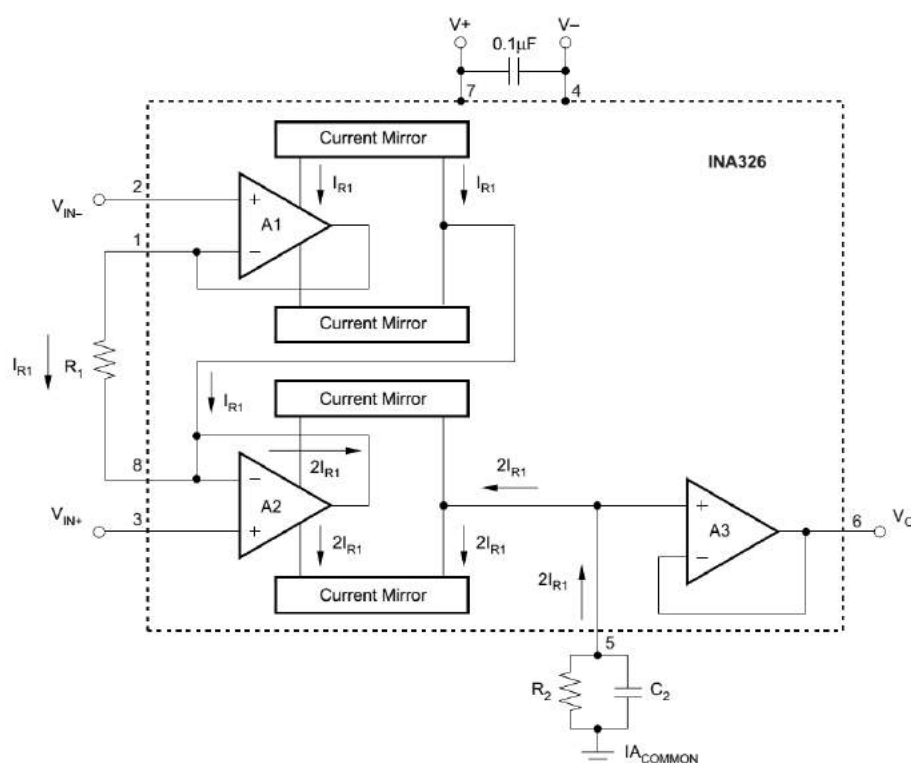 V+
V–
0.1μF
7
4
Current Mirror
INA326
I_R1
I_R1
2
V_IN–
+
A1
1
–
Current Mirror
I_R1
R_1
I_R1
Current Mirror
8
–
2I_R1
2I_R1
A2
V_IN+
3
+
+
A3
–
6
V_O
2I_R1
2I_R1
2I_R1
Current Mirror
5
R_2
C_2
IA_COMMON